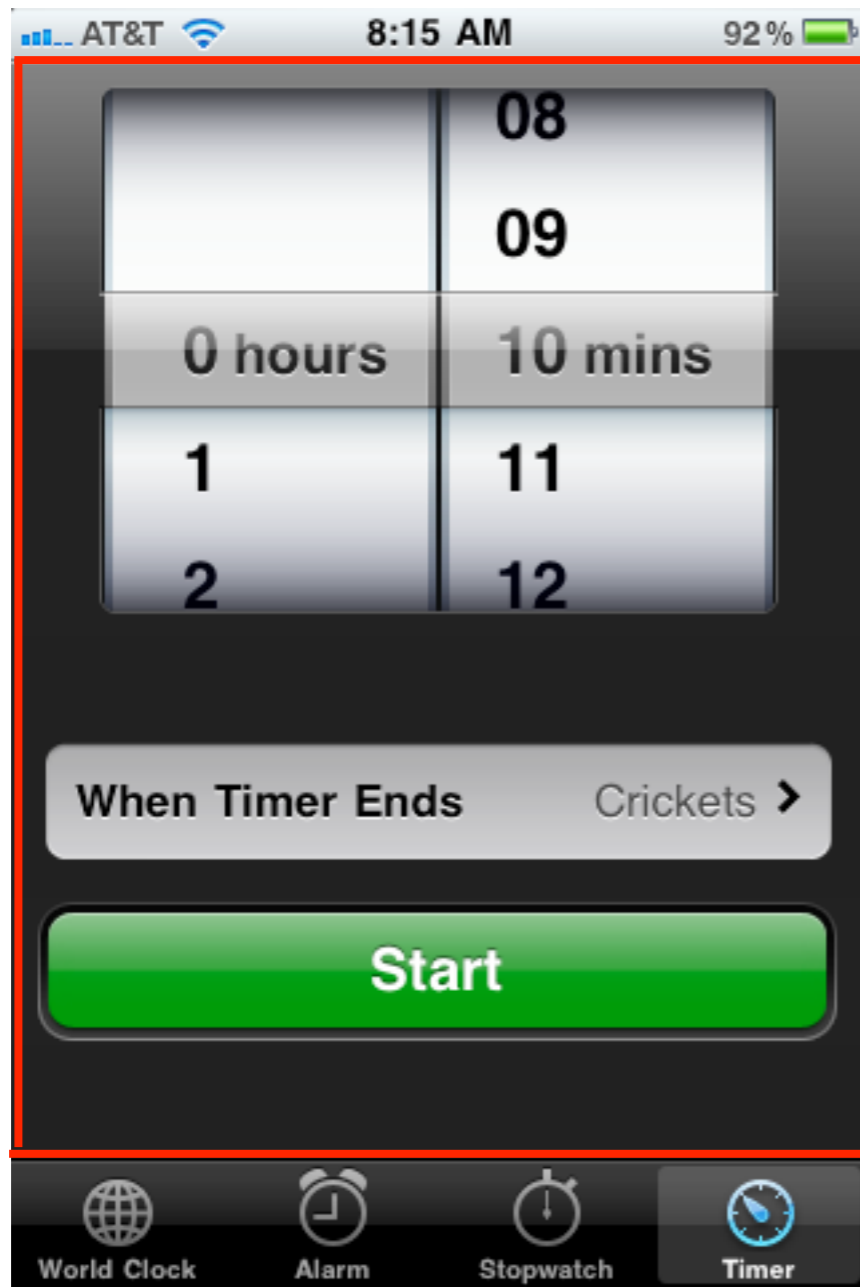 AT&T 8:15 AM 92%
08
09
0 hours 10 mins
1 11
2 12
When Timer Ends Crickets
Start
World Clock Alarm Stopwatch Timer